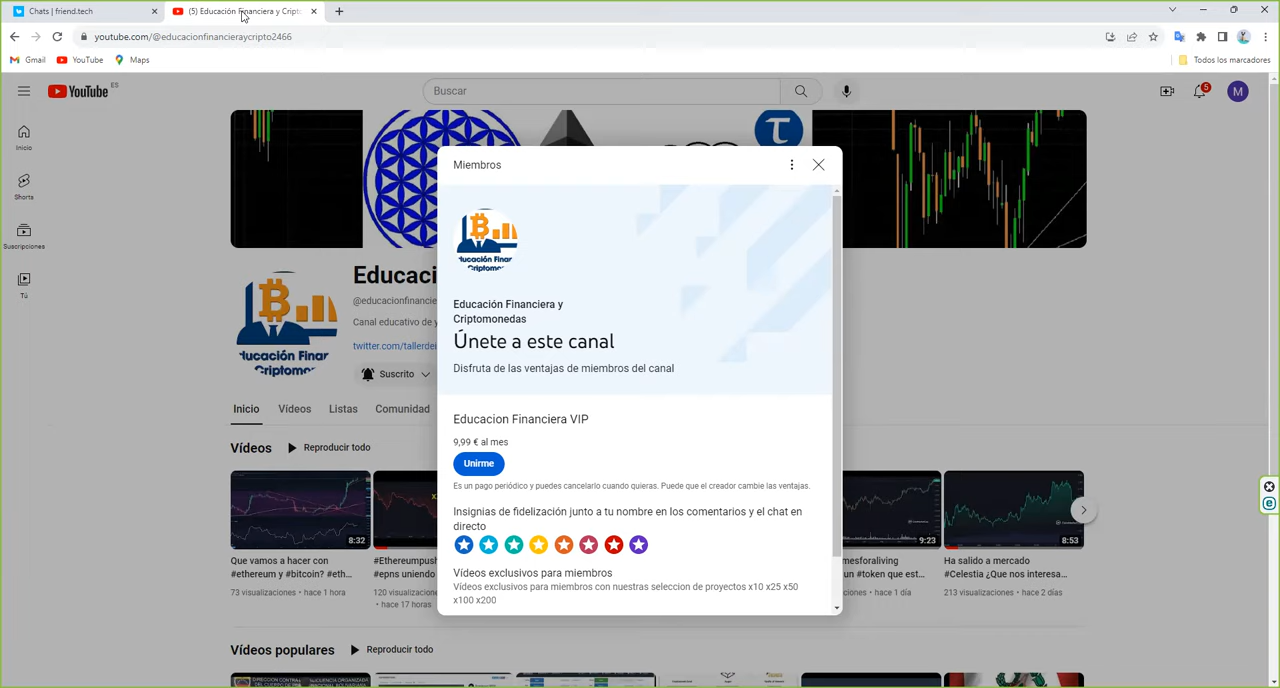 Chats | friend.tech
(5) Educación Financiera y Cripto
youtube.com/@educacionfinancieraycripto2466
Gmail
YouTube
Maps
Todos los marcadores
YouTube
ES
Buscar
5
M
Inicio
Shorts
Suscripciones
Tú
T
Educaci
@educacionfinancie
Canal educativo de
twitter.com/tallerde
Suscrito
Inicio
Vídeos
Listas
Comunidad
Miembros
Educación Financiera y
Criptomonedas
Únete a este canal
Disfruta de las ventajas de miembros del canal
Educacion Financiera VIP
9,99 € al mes
Unirme
Es un pago periódico y puedes cancelarlo cuando quieras. Puede que el creador cambie las ventajas.
Insignias de fidelización junto a tu nombre en los comentarios y el chat en
directo
Vídeos exclusivos para miembros
Vídeos exclusivos para miembros con nuestras seleccion de proyectos x10 x25 x50
x100 x200
Vídeos
Reproducir todo
8:32
9:23
8:53
Que vamos a hacer con
#ethereum y #bitcoin? #eth...
73 visualizaciones • hace 1 hora
#Ethereumpush
#epns uniendo
120 visualizaciones
• hace 17 horas
mesforaliving
un #token que est...
• hace 1 día
Ha salido a mercado
#Celestia ¿Que nos interesa...
213 visualizaciones • hace 2 días
Vídeos populares
Reproducir todo